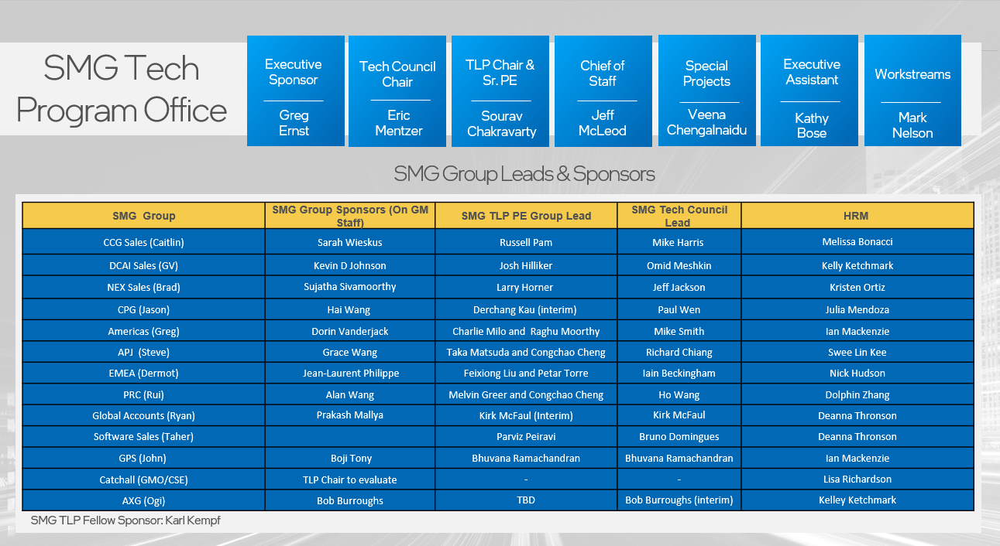 SMG Tech
Program Office
Executive
Sponsor
Greg
Ernst
Tech Council
Chair
Eric
Mentzer
TLP Chair &
Sr. PE
Sourav
Chakravarty
Chief of
Staff
Jeff
McLeod
Special
Projects
Veena
Chengalnaidu
Executive
Assistant
Kathy
Bose
Workstreams
Mark
Nelson
SMG Group Leads & Sponsors
SMG Group
SMG Group Sponsors (On GM
Staff)
SMG TLP PE Group Lead
SMG Tech Council
Lead
HRM
CCG Sales (Caitlin) Sarah Wieskus Russell Pam Mike Harris Melissa Bonacci
DCAI Sales (GV) Kevin D Johnson Josh Hilliker Omid Meshkin Kelly Ketchmark
NEX Sales (Brad) Sujatha Sivamoorthy Larry Horner Jeff Jackson Kristen Ortiz
CPG (Jason) Hai Wang Derchang Kau (interim) Paul Wen Julia Mendoza
Americas (Greg) Dorin Vanderjack Charlie Milo and Raghu Moorthy Mike Smith Ian Mackenzie
APJ (Steve) Grace Wang Taka Matsuda and Congchao Cheng Richard Chiang Swee Lin Kee
EMEA (Dermot) Jean-Laurent Philippe Feixiong Liu and Petar Torre Iain Beckingham Nick Hudson
PRC (Rui) Alan Wang Melvin Greer and Congchao Cheng Ho Wang Dolphin Zhang
Global Accounts (Ryan) Prakash Mallya Kirk McFaul (Interim) Kirk McFaul Deanna Thronson
Software Sales (Taher) Parviz Peiravi Bruno Domingues Deanna Thronson
GPS (John) Boji Tony Bhuvana Ramachandran Bhuvana Ramachandran Ian Mackenzie
Catchall (GMO/CSE) TLP Chair to evaluate - - Lisa Richardson
AXG (Ogi) Bob Burroughs TBD Bob Burroughs (interim) Kelley Ketchmark
SMG TLP Fellow Sponsor: Karl Kempf